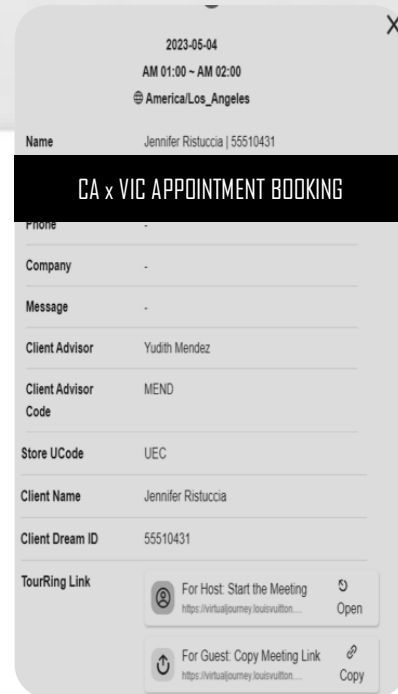 X
2023-05-04
AM 01:00 ~ AM 02:00
America/Los_Angeles
Name Jennifer Ristuccia | 55510431
CA x VIC APPOINTMENT BOOKING
Phone -
Company -
Message -
Client Advisor Yudith Mendez
Client Advisor MEND
Code
Store UCode UEC
Client Name Jennifer Ristuccia
Client Dream ID 55510431
TourRing Link For Host: Start the Meeting
https://virtualjourney.louisvuitton.... Open
For Guest: Copy Meeting Link
https://virtualjourney.louisvuitton.... Copy